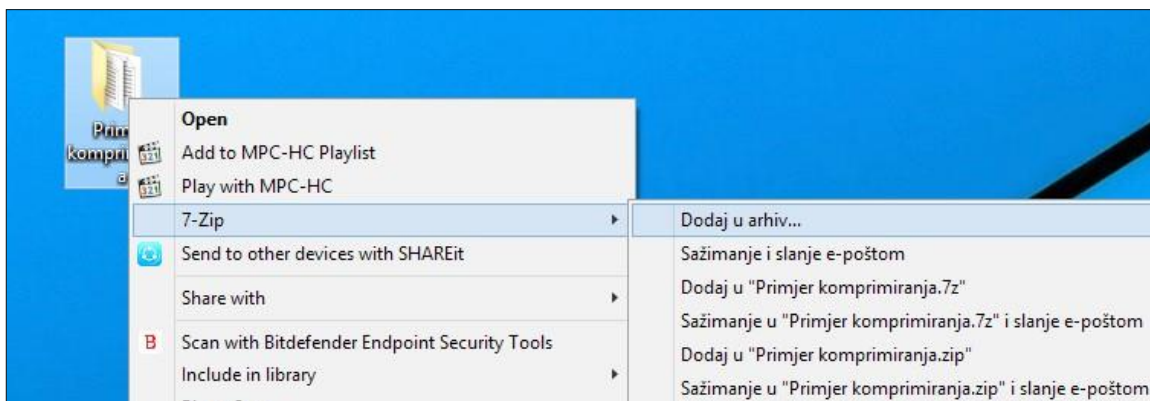 Open
Add to MPC-HC Playlist
Play with MPC-HC
7-Zip
Send to other devices with SHAREit
Share with
Scan with Bitdefender Endpoint Security Tools
Include in library
Dodaj u arhiv...
Sažimanje i slanje e-poštom
Dodaj u "Primjer komprimiranja.7z"
Sažimanje u "Primjer komprimiranja.7z" i slanje e-poštom
Dodaj u "Primjer komprimiranja.zip"
Sažimanje u "Primjer komprimiranja.zip" i slanje e-poštom